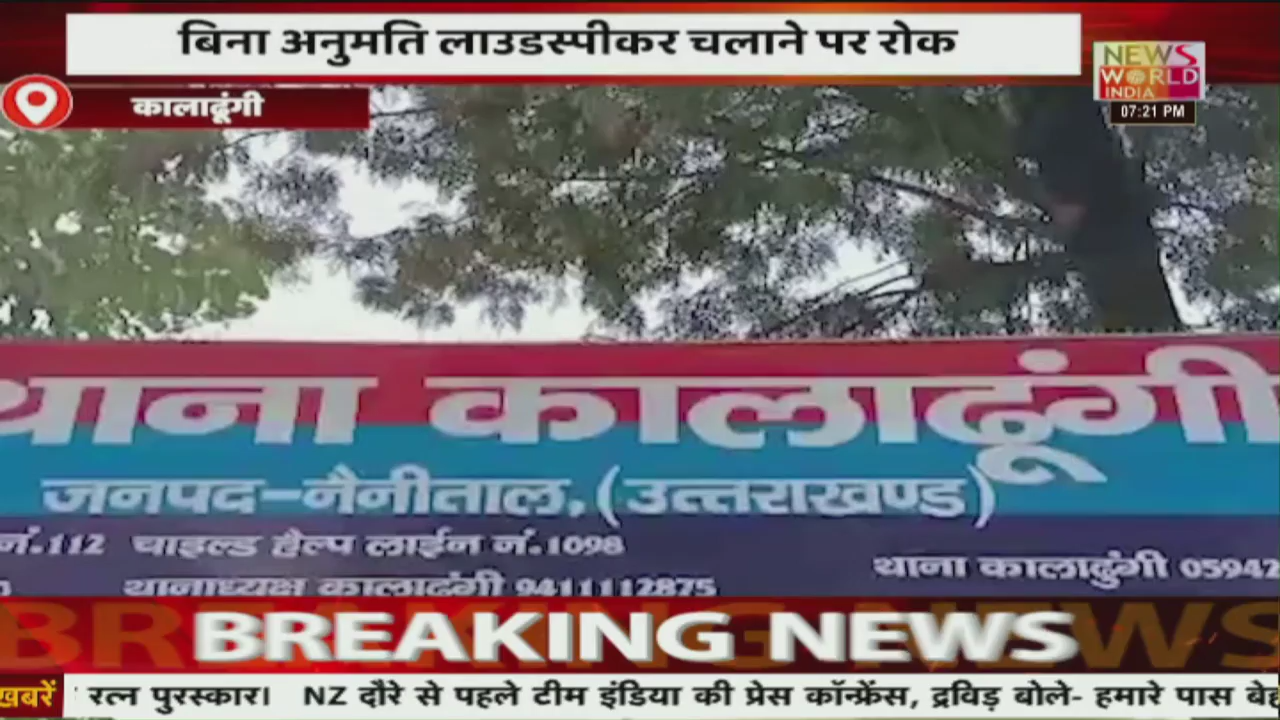 बिना अनुमति लाउडस्पीकर चलाने पर रोक
NEWS
WORLD
INDIA
07:21 PM
कालाढूंगी
थाना कालाढूंगी
जनपद-नैनीताल, (उत्तराखण्ड)
नं.112 चाइल्ड हैल्प लाईन नं.1098
थाना कालाढुंगी 05942
थानाध्यक्ष कालाढूंगी 9411112875
BREAKING NEWS
खबरें रत्न पुरस्कार। NZ दौरे से पहले टीम इंडिया की प्रेस कॉन्फ्रेंस, द्रविड़ बोले- हमारे पास